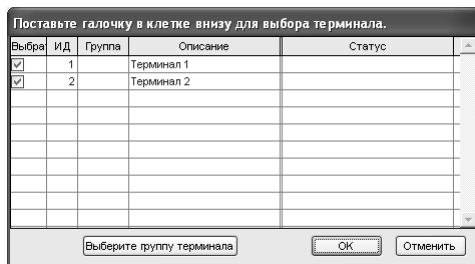 Поставьте галочку в клетке внизу для выбора терминала.
Выбра ИД Группа Описание Статус
1 Терминал 1
2 Терминал 2
Выберите группу терминала OK Отменить